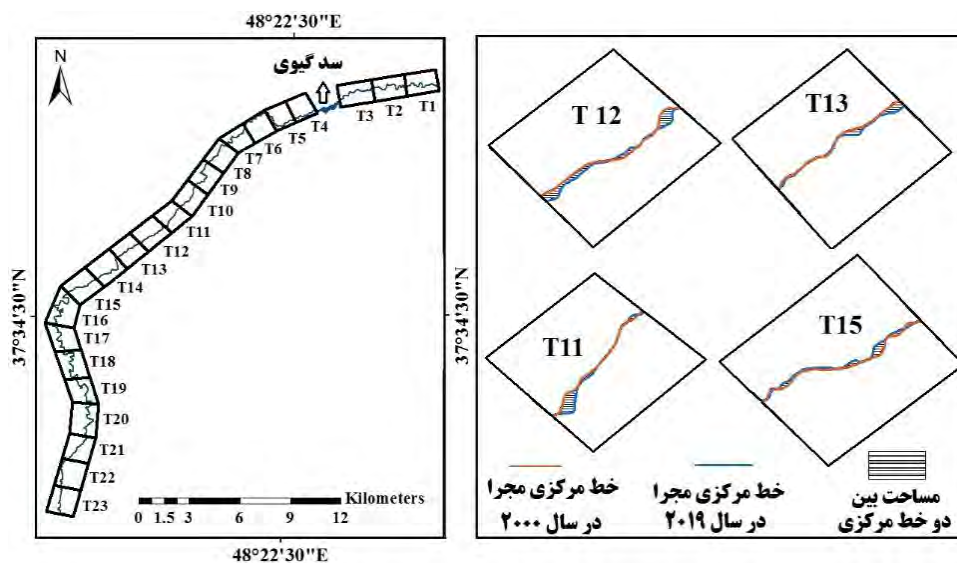 48°22'30"E
N
سد گیوی
T1
T2
T3
T4
T5
T6
T7
T8
T9
T10
T11
T12
T13
T14
T15
T16
T17
T18
T19
T20
T21
T22
T23
37°34'30"N
Kilometers
0 1.5 3 6 9 12
48°22'30"E
37°34'30"N
T 12
T13
T11
T15
خط مرکزی مجرا
در سال ۲۰۰۰
خط مرکزی مجرا
در سال ۲۰۱۹
مساحت بین
دو خط مرکزی